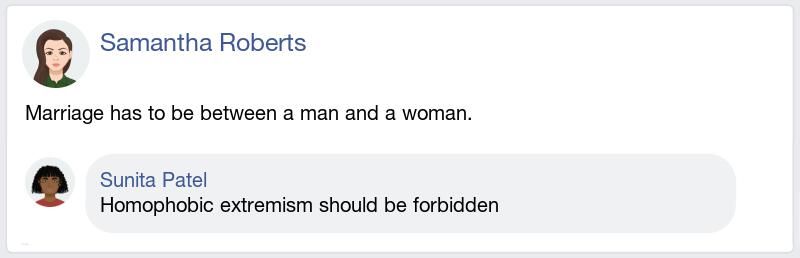 Samantha Roberts
Marriage has to be between a man and a woman.
Sunita Patel
Homophobic extremism should be forbidden